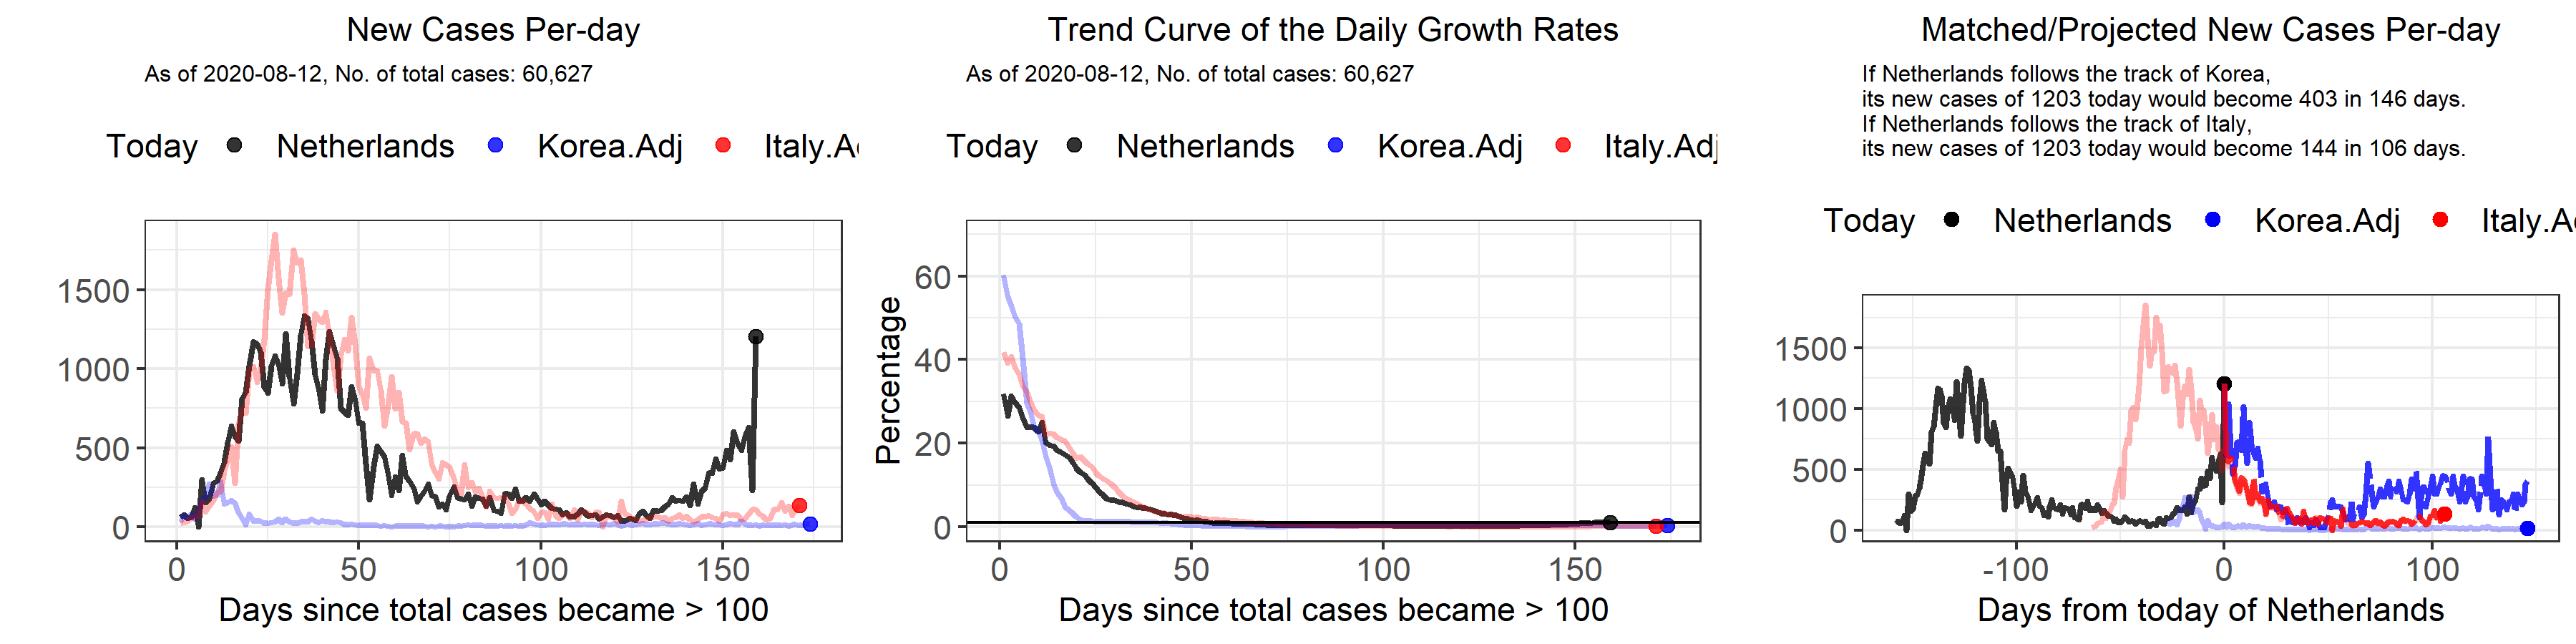 New Cases Per-day
As of 2020-08-12, No. of total cases: 60,627
Today Netherlands Korea.Adj Italy.A
1500
1000
500
0
0 50 100 150
Days since total cases became > 100
Trend Curve of the Daily Growth Rates
As of 2020-08-12, No. of total cases: 60,627
Today Netherlands Korea.Adj Italy.Adj
Percentage
60
40
20
0
0 50 100 150
Days since total cases became > 100
Matched/Projected New Cases Per-day
If Netherlands follows the track of Korea,
its new cases of 1203 today would become 403 in 146 days.
If Netherlands follows the track of Italy,
its new cases of 1203 today would become 144 in 106 days.
Today Netherlands Korea.Adj Italy.A
1500
1000
500
0
-100 0 100
Days from today of Netherlands